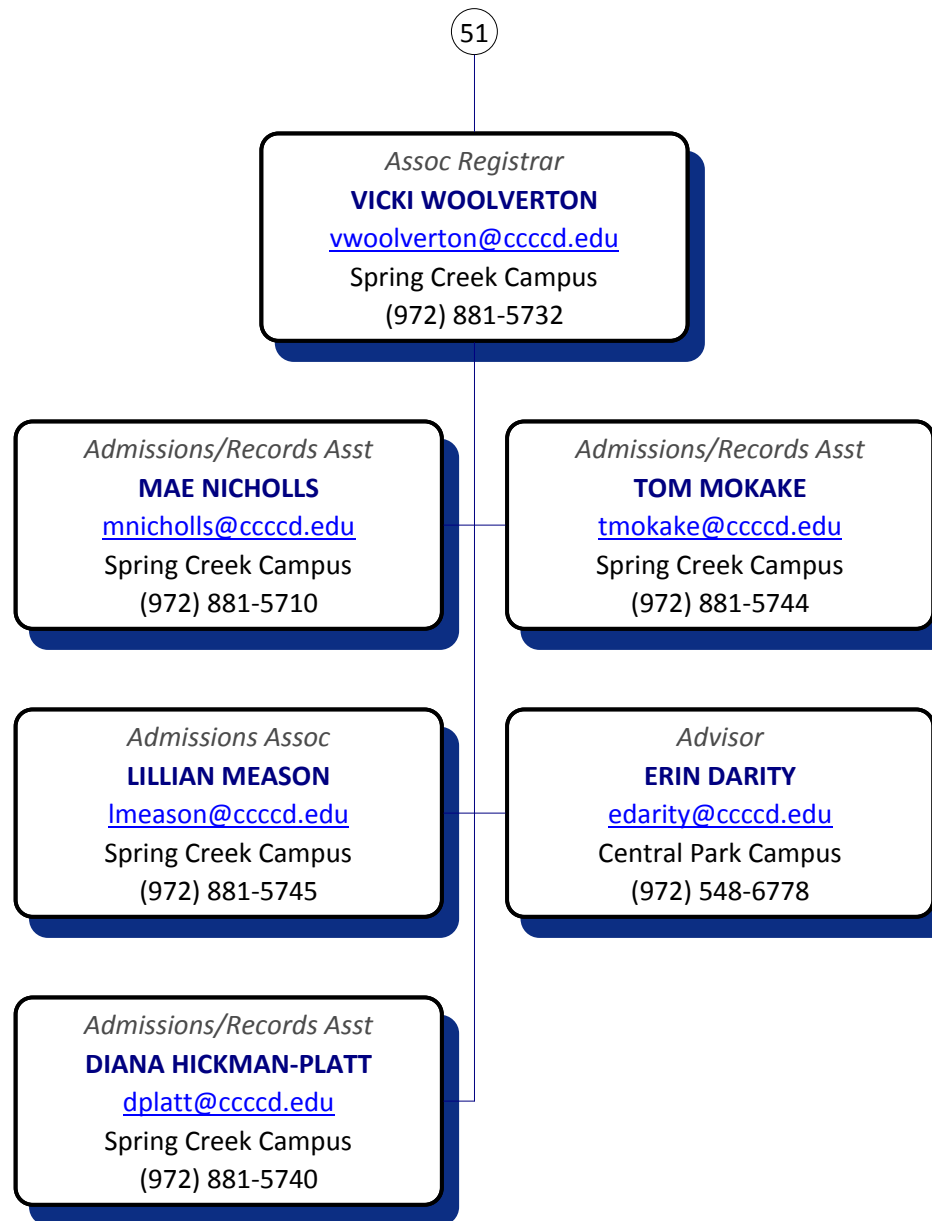 51
Assoc Registrar
VICKI WOOLVERTON
vwoolverton@ccccd.edu
Spring Creek Campus
(972) 881-5732
Admissions/Records Asst
MAE NICHOLLS
mnicholls@ccccd.edu
Spring Creek Campus
(972) 881-5710
Admissions/Records Asst
TOM MOKAKE
tmokake@ccccd.edu
Spring Creek Campus
(972) 881-5744
Admissions Assoc
LILLIAN MEASON
lmeason@ccccd.edu
Spring Creek Campus
(972) 881-5745
Advisor
ERIN DARITY
edarity@ccccd.edu
Central Park Campus
(972) 548-6778
Admissions/Records Asst
DIANA HICKMAN-PLATT
dplatt@ccccd.edu
Spring Creek Campus
(972) 881-5740